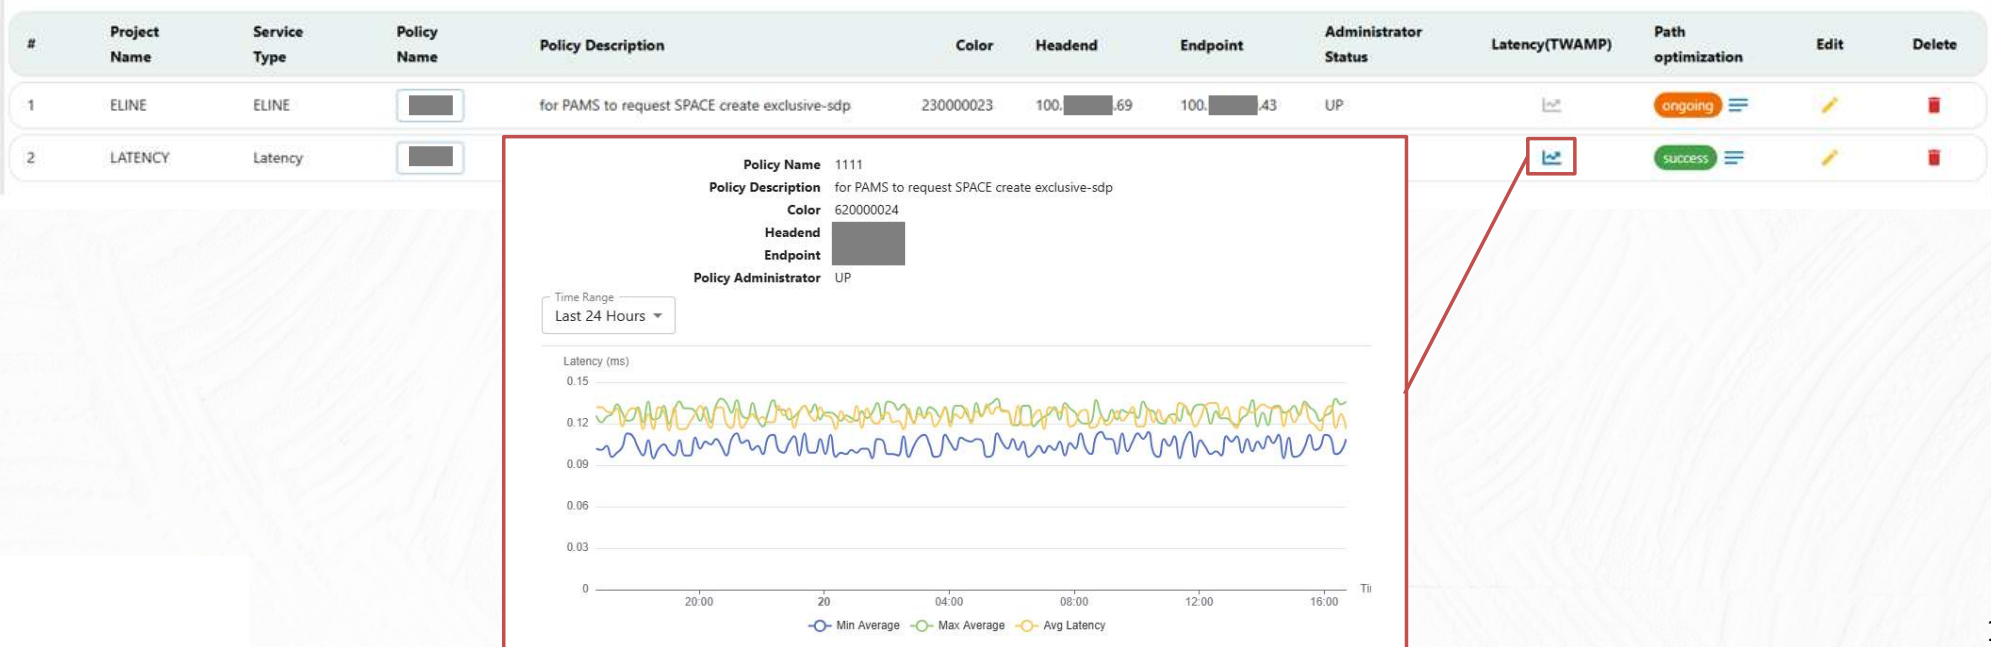 # Project Name Service Type Policy Name Policy Description Color Headend Endpoint Administrator Status Latency(TWAMP) Path optimization Edit Delete
1 ELINE ELINE for PAMS to request SPACE create exclusive-sdp 230000023 100. .69 100. .43 UP ongoing
2 LATENCY Latency success
Policy Name 1111
Policy Description for PAMS to request SPACE create exclusive-sdp
Color 620000024
Headend
Endpoint
Policy Administrator UP
Time Range
Last 24 Hours
Latency (ms)
0.15
0.12
0.09
0.06
0.03
0
20:00 20 04:00 08:00 12:00 16:00
Min Average Max Average Avg Latency